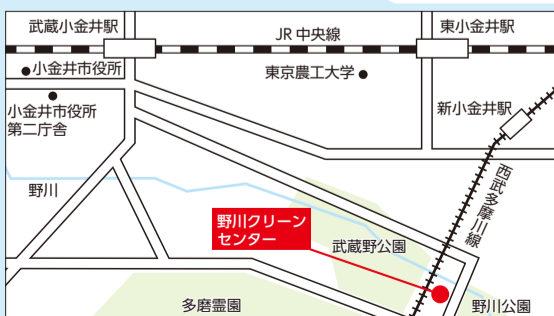 武蔵小金井駅
JR 中央線
東小金井駅
小金井市役所
東京農工大学
小金井市役所
第二庁舎
新小金井駅
西武多摩川線
野川
野川クリーン
センター
武蔵野公園
多磨霊園
野川公園